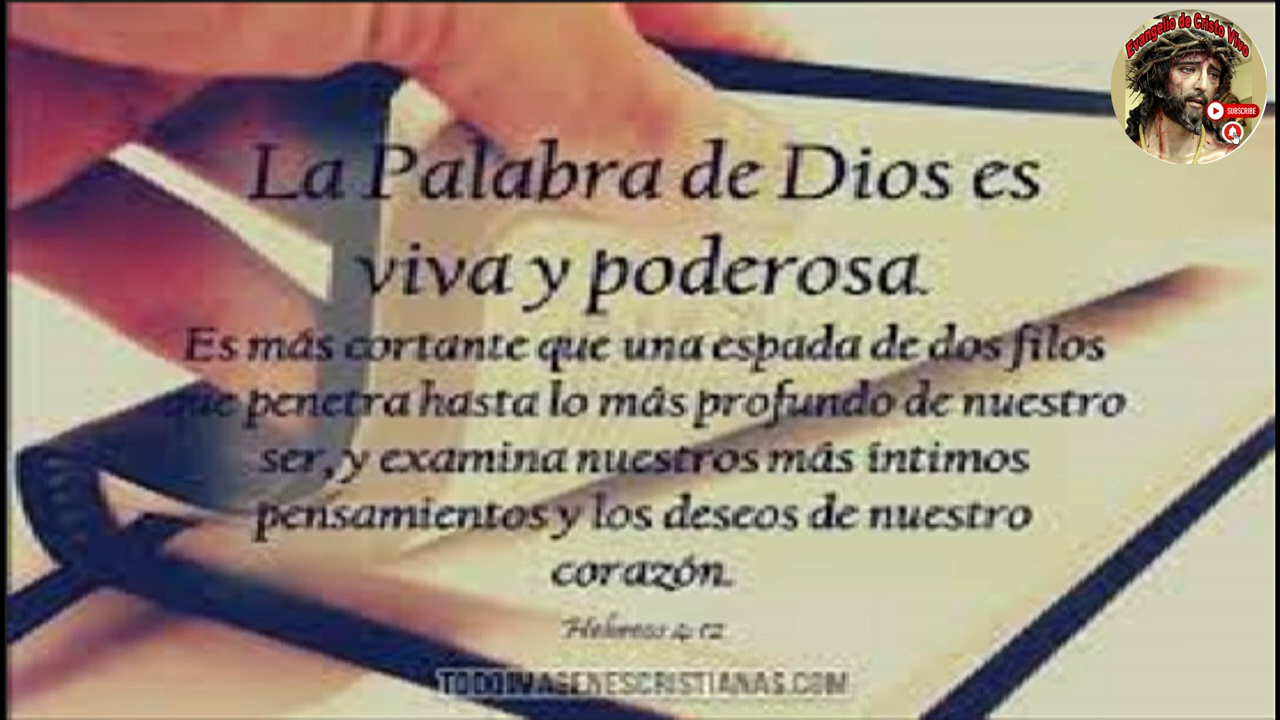 Evangelio de Cristo Vivo
SUBSCRIBE
La Palabra de Dios es
viva y poderosa.
Es más cortante que una espada de dos filos
que penetra hasta lo más profundo de nuestro
ser, y examina nuestros más íntimos
pensamientos y los deseos de nuestro
corazón.
Hebreos 4:12
TODOIMAGENESCRISTIANAS.COM